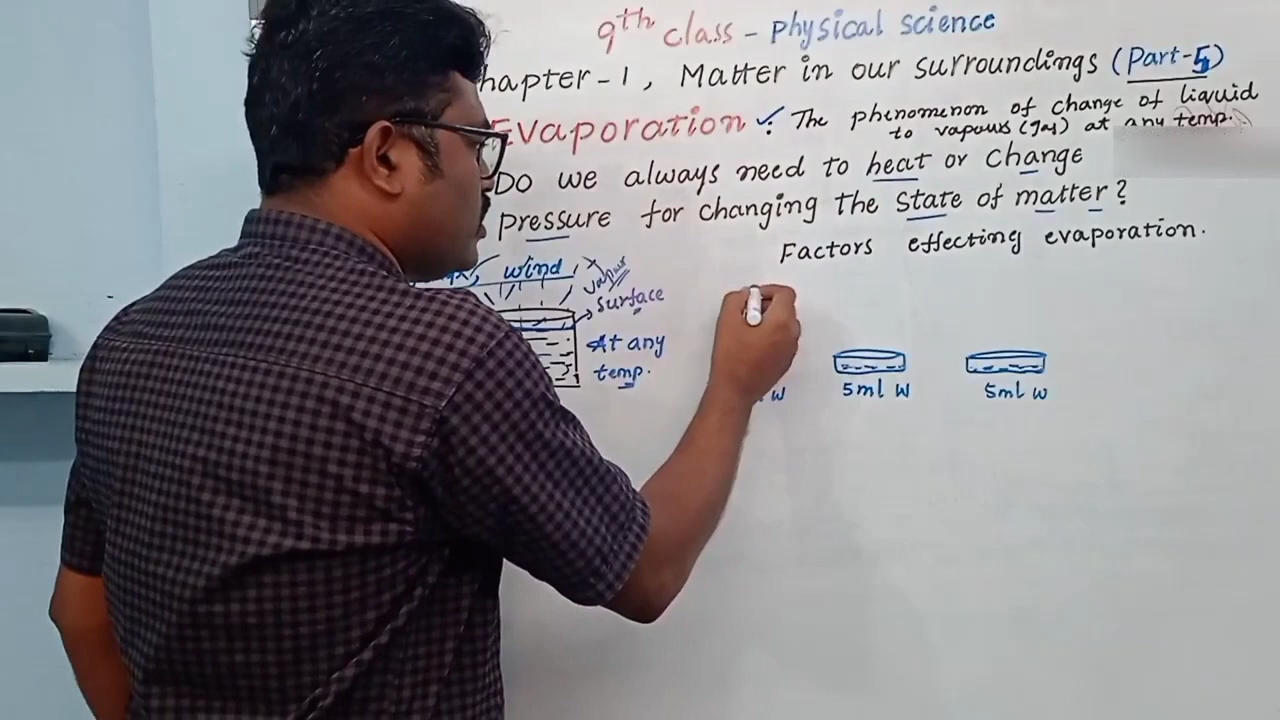 9th class - Physical science
hapter-1, Matter in our surroundings (Part-5)
Evaporation : The phenomenon of change of liquid
to vapours (gas) at any temp.
Do we always need to heat or change
pressure for changing the state of matter?
Factors effecting evaporation.
wind
vapour
surface
At any
temp.
W
5ml W
5ml W